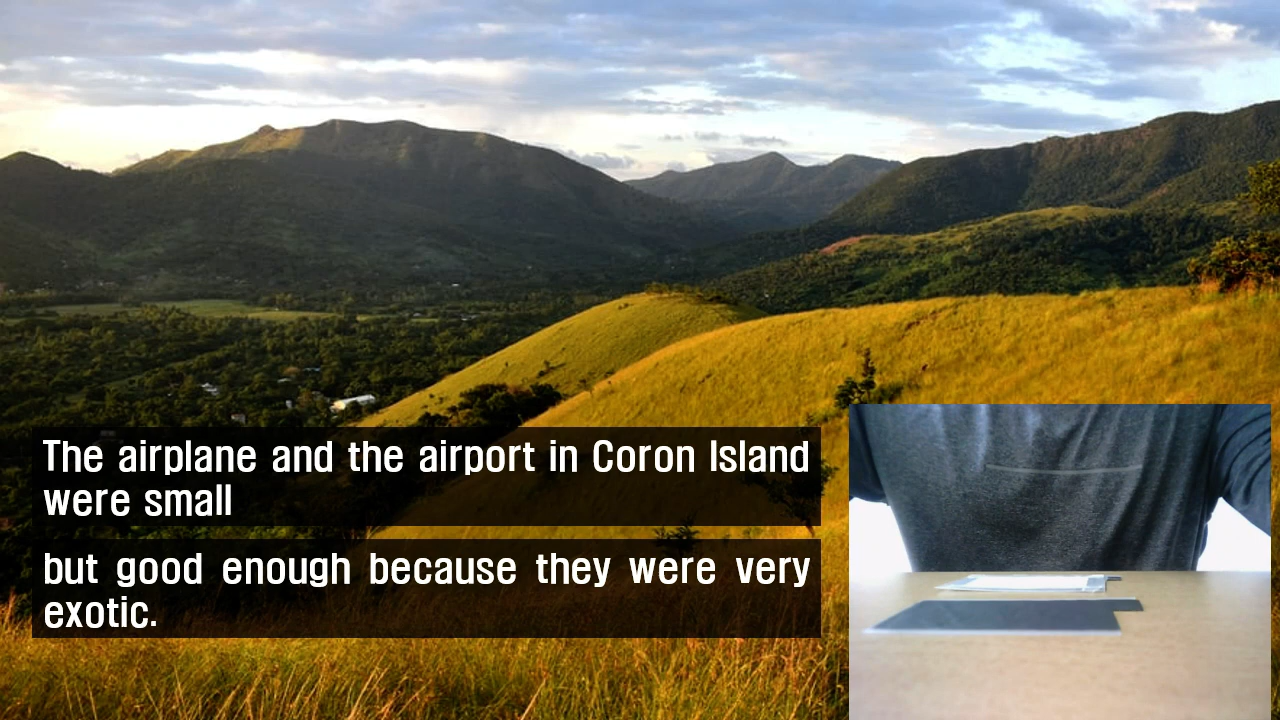 The airplane and the airport in Coron Island
were small
but good enough because they were very
exotic.